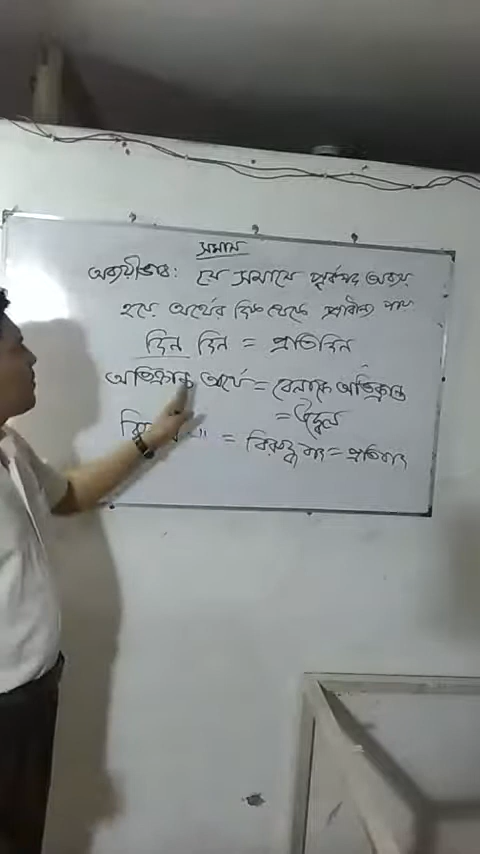 সমাস
অব্যয়ীভাব: যে সমাসে পূর্বপদ অব্যয়
হয়ে অর্থের দিক থেকে প্রাধান্য পায়
দিন দিন = প্রতিদিন
অতিক্রান্ত অর্থে = বেলাকে অতিক্রান্ত
= উদ্বেল
" = বিরুদ্ধ বাদ = প্রতিবাদ